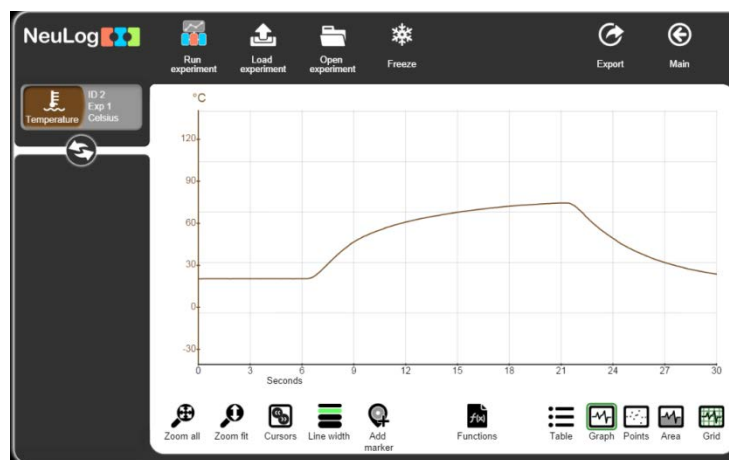 NeuLog
Run
experiment
Load
experiment
Open
experiment
Freeze
Export
Main
Temperature
ID 2
Exp 1
Celsius
°C
120
90
60
30
0
-30
0 3 6 9 12 15 18 21 24 27 30
Seconds
Zoom all
Zoom fit
Cursors
Line width
Add
marker
f(x)
Functions
Table
Graph
Points
Area
Grid